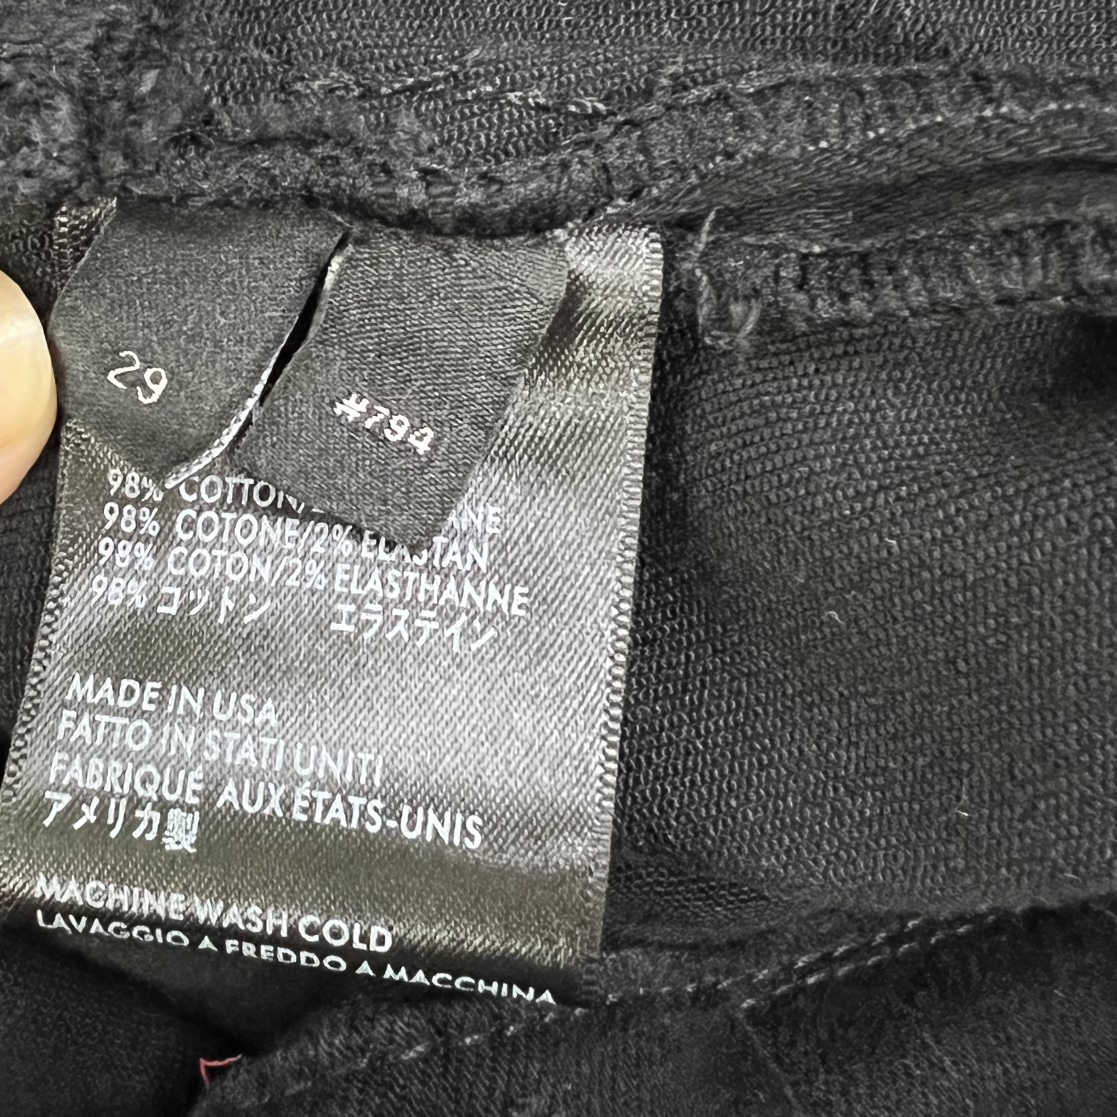 29
#794
98% COTTON/
98% COTONE/2% ELASTAN
98% COTON/2% ELASTHANNE
98% コットン エラステイン
MADE IN USA
FATTO IN STATI UNITI
FABRIQUÉ AUX ÉTATS-UNIS
アメリカ製
MACHINE WASH COLD
LAVAGGIO A FREDDO A MACCHINA